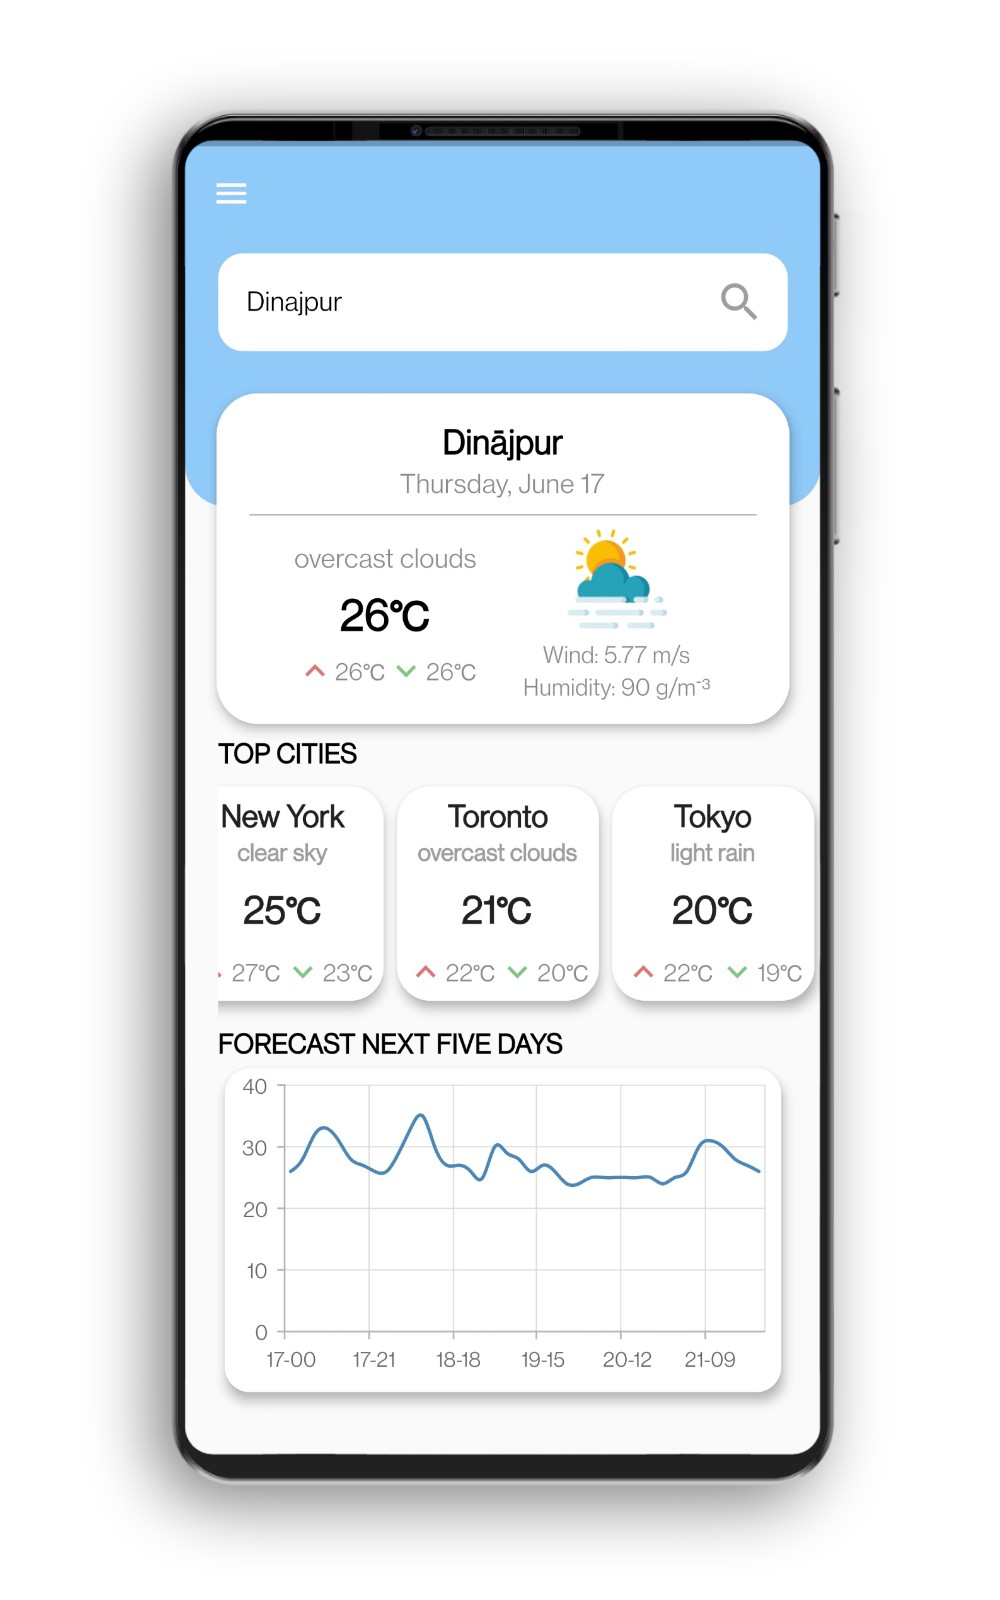 Dinajpur
Dinājpur
Thursday, June 17
overcast clouds
26°C
26°C 26°C
Wind: 5.77 m/s
Humidity: 90 g/m⁻³
TOP CITIES
New York
clear sky
25°C
27°C 23°C
Toronto
overcast clouds
21°C
22°C 20°C
Tokyo
light rain
20°C
22°C 19°C
FORECAST NEXT FIVE DAYS
40
30
20
10
0
17-00 17-21 18-18 19-15 20-12 21-09